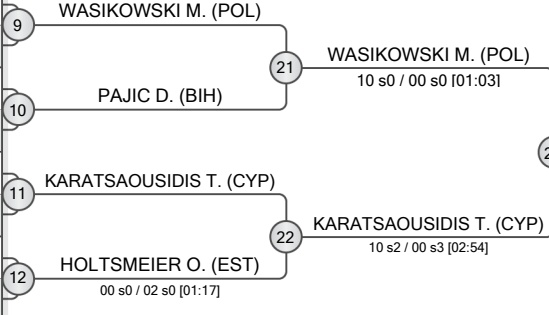 9
WASIKOWSKI M. (POL)
21
WASIKOWSKI M. (POL)
10 s0 / 00 s0 [01:03]
10
PAJIC D. (BIH)
11
KARATSAOUSIDIS T. (CYP)
22
KARATSAOUSIDIS T. (CYP)
10 s2 / 00 s3 [02:54]
12
HOLTSMEIER O. (EST)
00 s0 / 02 s0 [01:17]